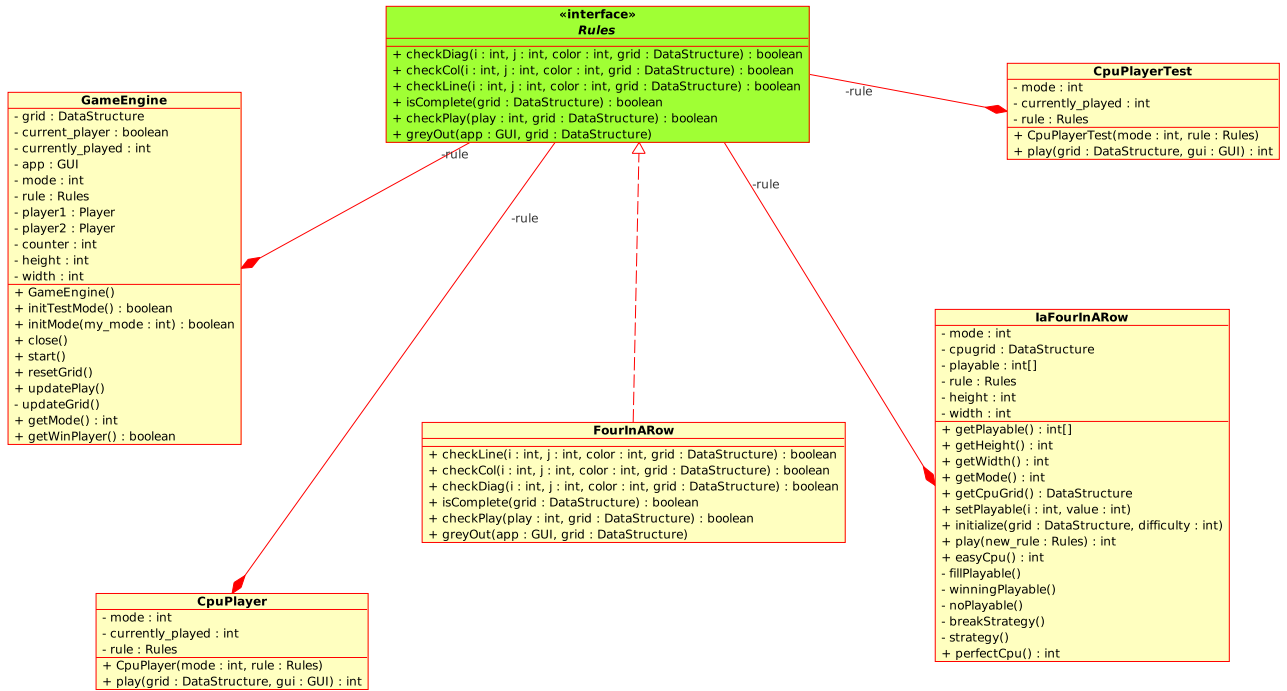 «interface»
Rules
+ checkDiag(i : int, j : int, color : int, grid : DataStructure) : boolean
+ checkCol(i : int, j : int, color : int, grid : DataStructure) : boolean
+ checkLine(i : int, j : int, color : int, grid : DataStructure) : boolean
+ isComplete(grid : DataStructure) : boolean
+ checkPlay(play : int, grid : DataStructure) : boolean
+ greyOut(app : GUI, grid : DataStructure)
CpuPlayerTest
- mode : int
- currently_played : int
- rule : Rules
+ CpuPlayerTest(mode : int, rule : Rules)
+ play(grid : DataStructure, gui : GUI) : int
-rule
GameEngine
- grid : DataStructure
- current_player : boolean
- currently_played : int
- app : GUI
- mode : int
- rule : Rules
- player1 : Player
- player2 : Player
- counter : int
- height : int
- width : int
+ GameEngine()
+ initTestMode() : boolean
+ initMode(my_mode : int) : boolean
+ close()
+ start()
+ resetGrid()
+ updatePlay()
- updateGrid()
+ getMode() : int
+ getWinPlayer() : boolean
-rule
-rule
-rule
IaFourInARow
- mode : int
- cpugrid : DataStructure
- playable : int[]
- rule : Rules
- height : int
- width : int
+ getPlayable() : int[]
+ getHeight() : int
+ getWidth() : int
+ getMode() : int
+ getCpuGrid() : DataStructure
+ setPlayable(i : int, value : int)
+ initialize(grid : DataStructure, difficulty : int)
+ play(new_rule : Rules) : int
+ easyCpu() : int
- fillPlayable()
- winningPlayable()
- noPlayable()
- breakStrategy()
- strategy()
+ perfectCpu() : int
FourInARow
+ checkLine(i : int, j : int, color : int, grid : DataStructure) : boolean
+ checkCol(i : int, j : int, color : int, grid : DataStructure) : boolean
+ checkDiag(i : int, j : int, color : int, grid : DataStructure) : boolean
+ isComplete(grid : DataStructure) : boolean
+ checkPlay(play : int, grid : DataStructure) : boolean
+ greyOut(app : GUI, grid : DataStructure)
CpuPlayer
- mode : int
- currently_played : int
- rule : Rules
+ CpuPlayer(mode : int, rule : Rules)
+ play(grid : DataStructure, gui : GUI) : int